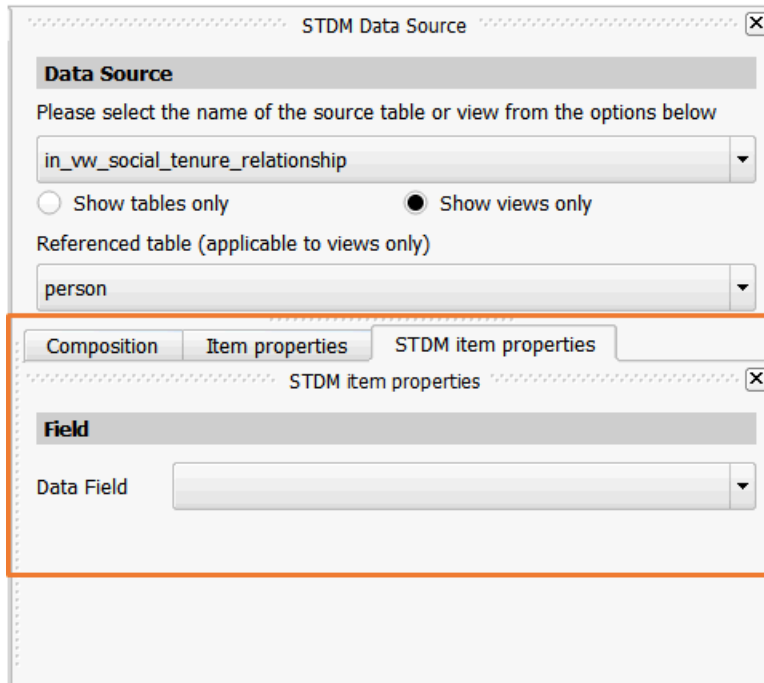 STDM Data Source
Data Source
Please select the name of the source table or view from the options below
in_vw_social_tenure_relationship
Show tables only Show views only
Referenced table (applicable to views only)
person
Composition Item properties STDM item properties
STDM item properties
Field
Data Field